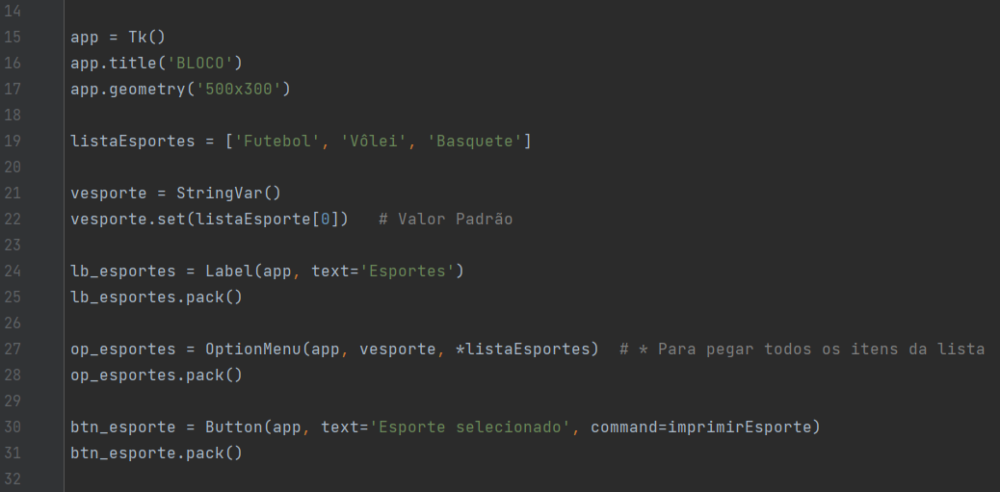 14
15 app = Tk()
16 app.title('BLOCO')
17 app.geometry('500x300')
18
19 listaEsportes = ['Futebol', 'Vôlei', 'Basquete']
20
21 vesporte = StringVar()
22 vesporte.set(listaEsporte[0])   # Valor Padrão
23
24 lb_esportes = Label(app, text='Esportes')
25 lb_esportes.pack()
26
27 op_esportes = OptionMenu(app, vesporte, *listaEsportes)  # * Para pegar todos os itens da lista
28 op_esportes.pack()
29
30 btn_esporte = Button(app, text='Esporte selecionado', command=imprimirEsporte)
31 btn_esporte.pack()
32